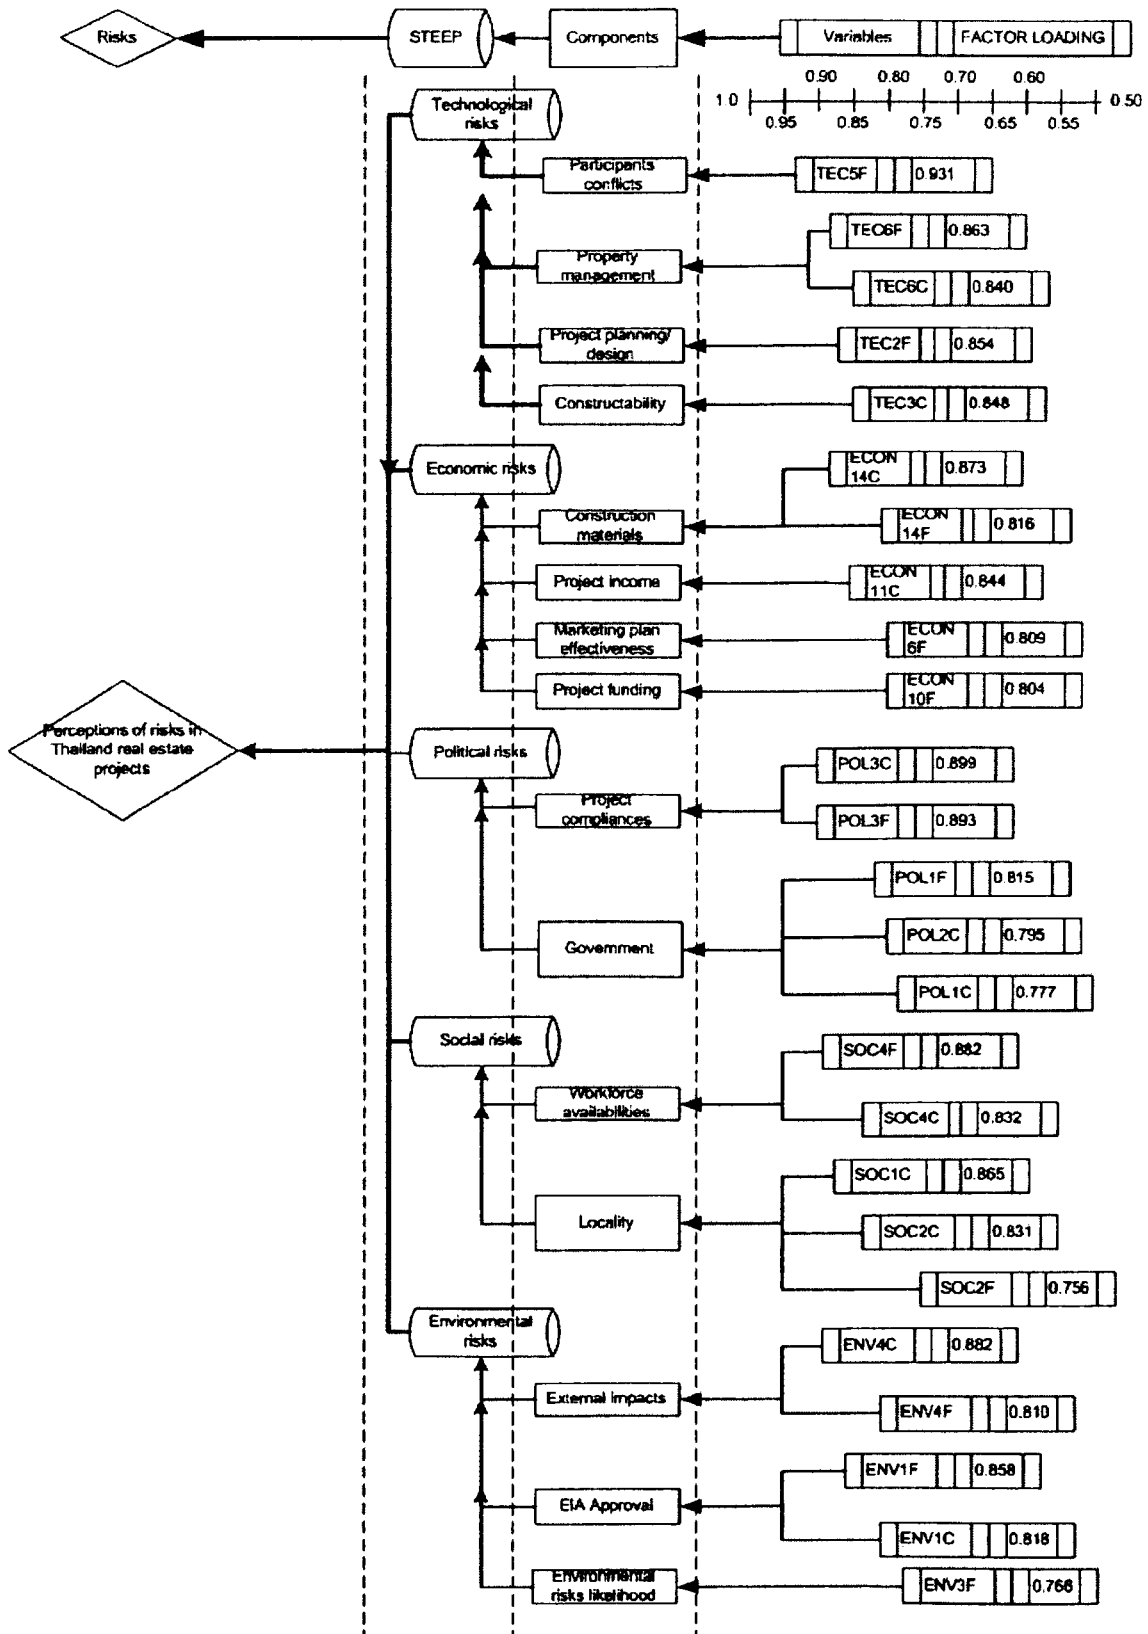 Risks
STEEP
Components
Variables
FACTOR LOADING
0.90 0.80 0.70 0.60
1.0
0.50
0.95 0.85 0.75 0.65 0.55
Technological
risks
Participants
conflicts
TEC5F 0.931
TEC6F 0.863
Property
management
TEC6C 0.840
Project planning/
design
TEC2F 0.854
Constructability
TEC3C 0.848
Economic risks
ECON
14C
0.873
Construction
materials
ECON
14F
0.816
Project income
ECON
11C
0.844
Marketing plan
effectiveness
ECON
6F
0.809
Project funding
ECON
10F
0.804
Perceptions of risks in
Thailand real estate
projects
Political risks
POL3C 0.899
Project
compliances
POL3F 0.893
POL1F 0.815
Government
POL2C 0.795
POL1C 0.777
Social risks
SOC4F 0.882
Workforce
availabilities
SOC4C 0.832
SOC1C 0.865
Locality
SOC2C 0.831
SOC2F 0.756
Environmental
risks
ENV4C 0.882
External impacts
ENV4F 0.810
ENV1F 0.858
EIA Approval
ENV1C 0.818
Environmental
risks likelihood
ENV3F 0.766